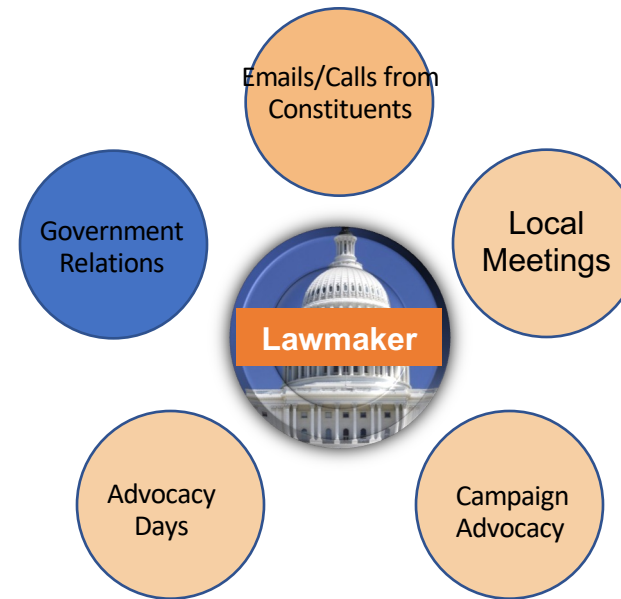 Emails/Calls from
Constituents
Government
Relations
Local
Meetings
Lawmaker
Advocacy
Days
Campaign
Advocacy